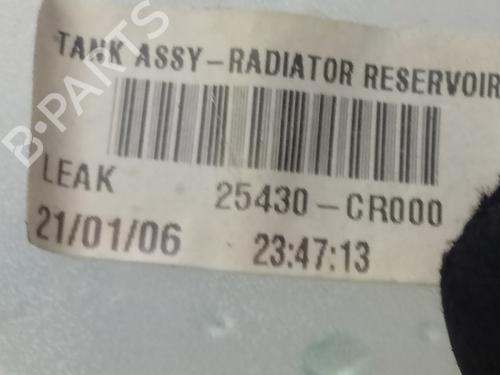 TANK ASSY-RADIATOR RESERVOIR
LEAK 25430-CR000
21/01/06 23:47:13
B-PARTS